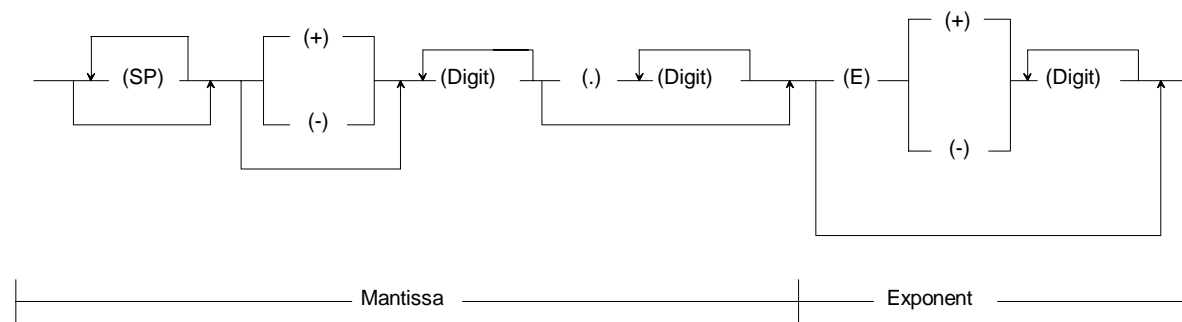 (+) (+)
(SP) (Digit) (.) (Digit) (E) (Digit)
(-) (-)
Mantissa Exponent